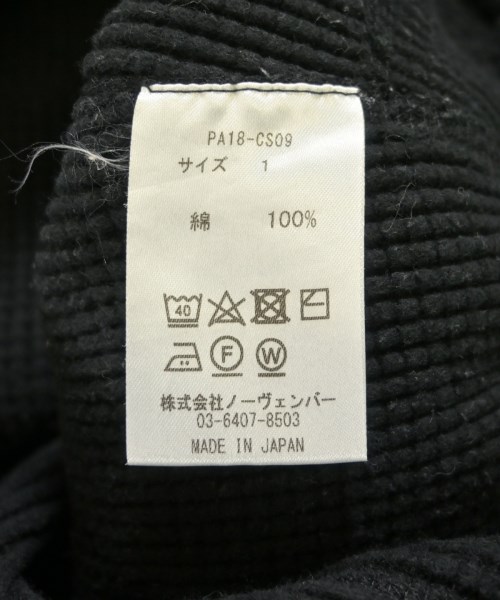 PA18-CS09
サイズ 1
綿 100%
40
F W
株式会社ノーヴェンバー
03-6407-8503
MADE IN JAPAN